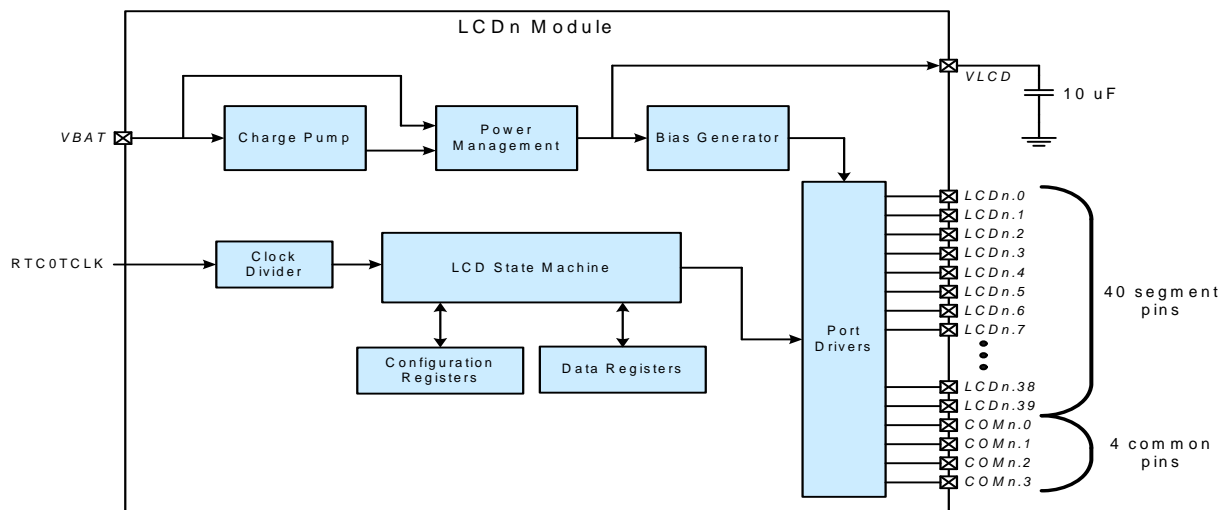 LCDn Module
VLCD
10 uF
VBAT
Charge Pump
Power
Management
Bias Generator
LCDn.0
LCDn.1
LCDn.2
LCDn.3
LCDn.4
LCDn.5
LCDn.6
LCDn.7
LCDn.38
LCDn.39
COMn.0
COMn.1
COMn.2
COMn.3
40 segment
pins
4 common
pins
RTC0TCLK
Clock
Divider
LCD State Machine
Port
Drivers
Configuration
Registers
Data Registers